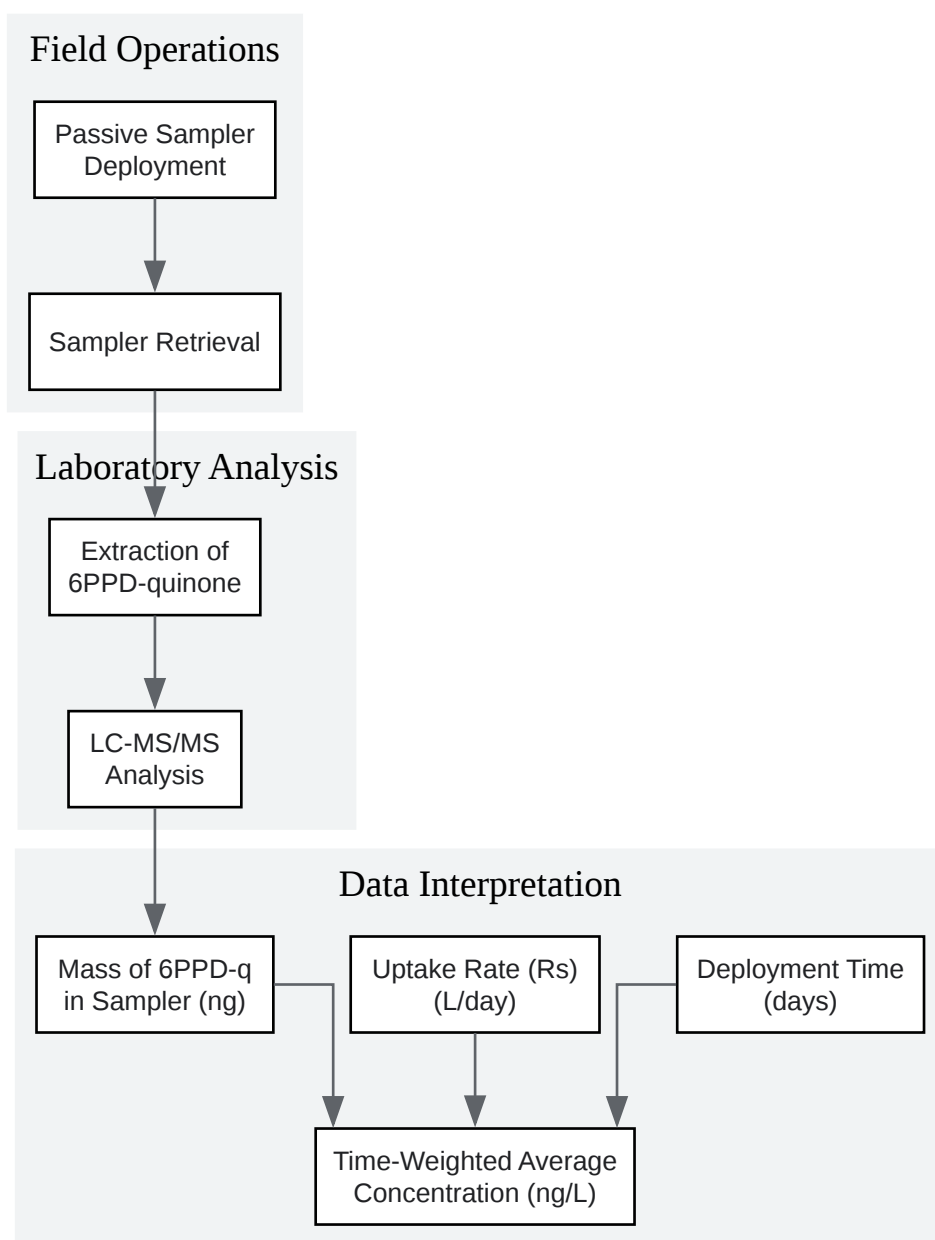 Field Operations
Passive Sampler
Deployment
Sampler Retrieval
Laboratory Analysis
Extraction of
6PPD-quinone
LC-MS/MS
Analysis
Data Interpretation
Mass of 6PPD-q
in Sampler (ng)
Uptake Rate (Rs)
(L/day)
Deployment Time
(days)
Time-Weighted Average
Concentration (ng/L)